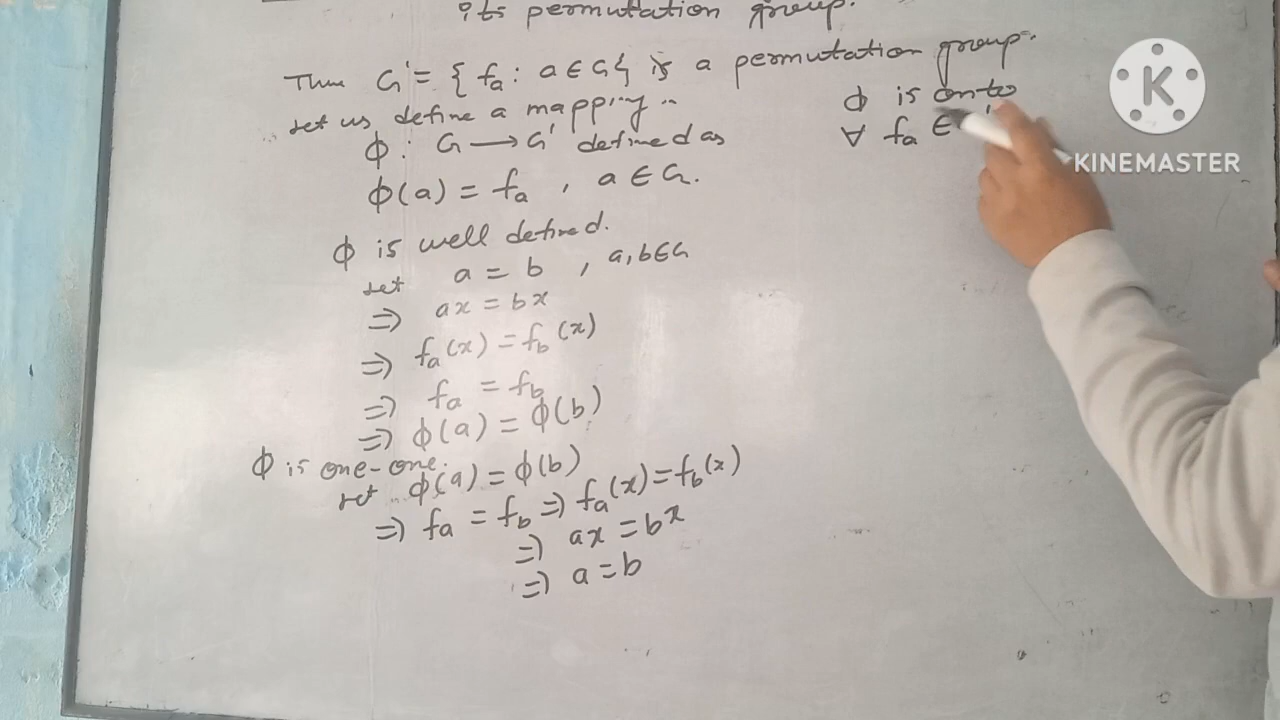 its permutation group.
Then G' = { fa : a ∈ G } is a permutation group.
Let us define a mapping
ϕ : G → G' defined as
ϕ(a) = fa , a ∈ G.
ϕ is well defined.
Let a = b , a,b ∈ G
⇒ ax = bx
⇒ fa(x) = fb(x)
⇒ fa = fb
⇒ ϕ(a) = ϕ(b)
ϕ is one-one.
Let ϕ(a) = ϕ(b)
⇒ fa = fb ⇒ fa(x) = fb(x)
⇒ ax = bx
⇒ a = b
ϕ is onto
∀ fa ∈
K
KINEMASTER